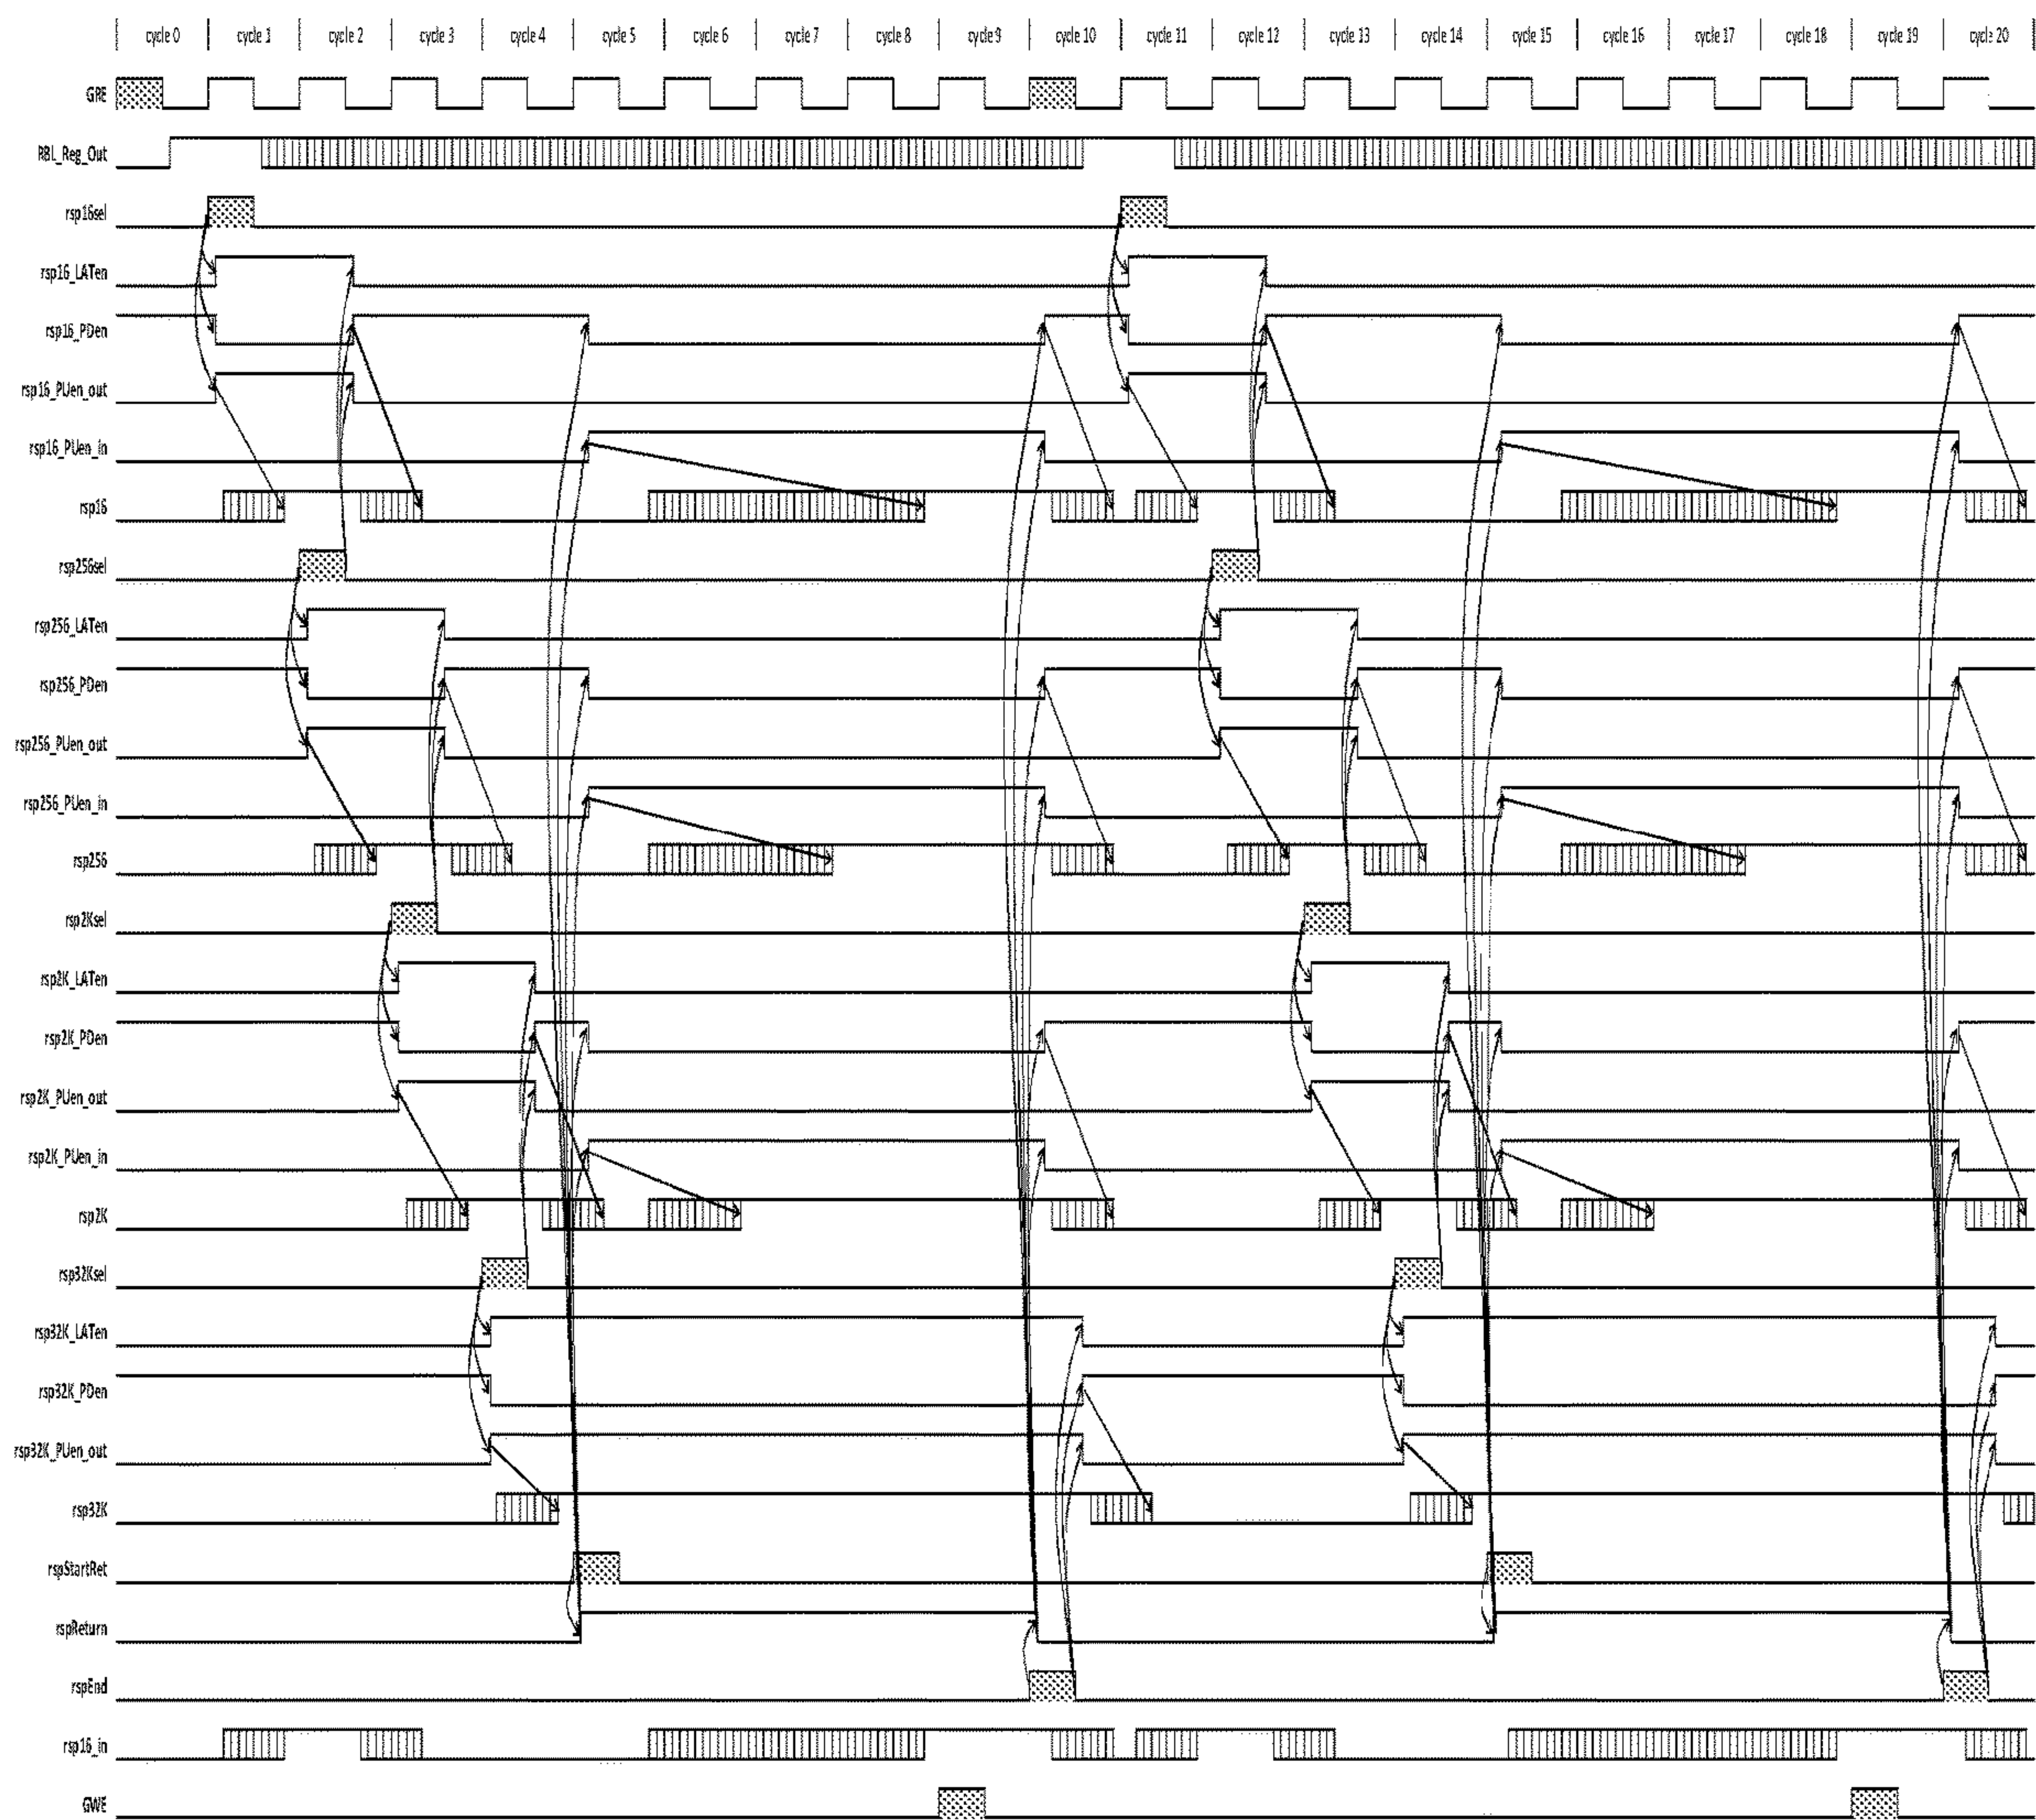 cycle 0 cycle 1 cycle 2 cycle 3 cycle 4 cycle 5 cycle 6 cycle 7 cycle 8 cycle 9 cycle 10 cycle 11 cycle 12 cycle 13 cycle 14 cycle 15 cycle 16 cycle 17 cycle 18 cycle 19 cycle 20
GRE
RBL_Reg_Out
rsp16sel
rsp16_LATen
rsp16_PDen
rsp16_PUen_out
rsp16_PUen_in
rsp16
rsp256sel
rsp256_LATen
rsp256_PDen
rsp256_PUen_out
rsp256_PUen_in
rsp256
rsp2Ksel
rsp2K_LATen
rsp2K_PDen
rsp2K_PUen_out
rsp2K_PUen_in
rsp2K
rsp32Ksel
rsp32K_LATen
rsp32K_PDen
rsp32K_PUen_out
rsp32K
rspStartRet
rspReturn
rspEnd
rsp16_in
GWE